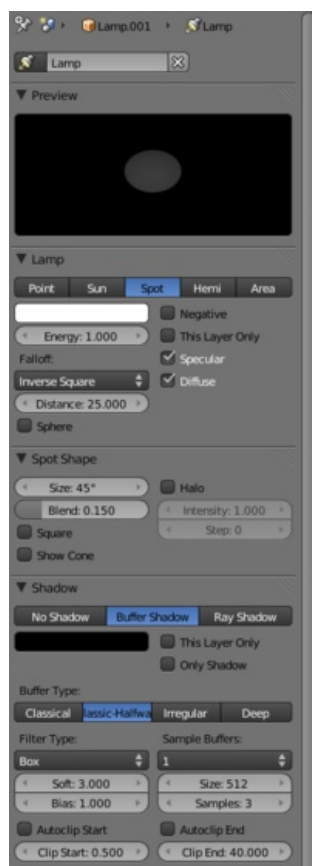 Lamp.001 Lamp
Lamp
Preview
Lamp
Point Sun Spot Hemi Area
Negative
Energy: 1.000 This Layer Only
Falloff: Specular
Inverse Square Diffuse
Distance: 25.000
Sphere
Spot Shape
Size: 45° Halo
Blend: 0.150 Intensity: 1.000
Square Step: 0
Show Cone
Shadow
No Shadow Buffer Shadow Ray Shadow
This Layer Only
Only Shadow
Buffer Type:
Classical lassic-Halfwa Irregular Deep
Filter Type: Sample Buffers:
Box 1
Soft: 3.000 Size: 512
Bias: 1.000 Samples: 3
Autoclip Start Autoclip End
Clip Start: 0.500 Clip End: 40.000